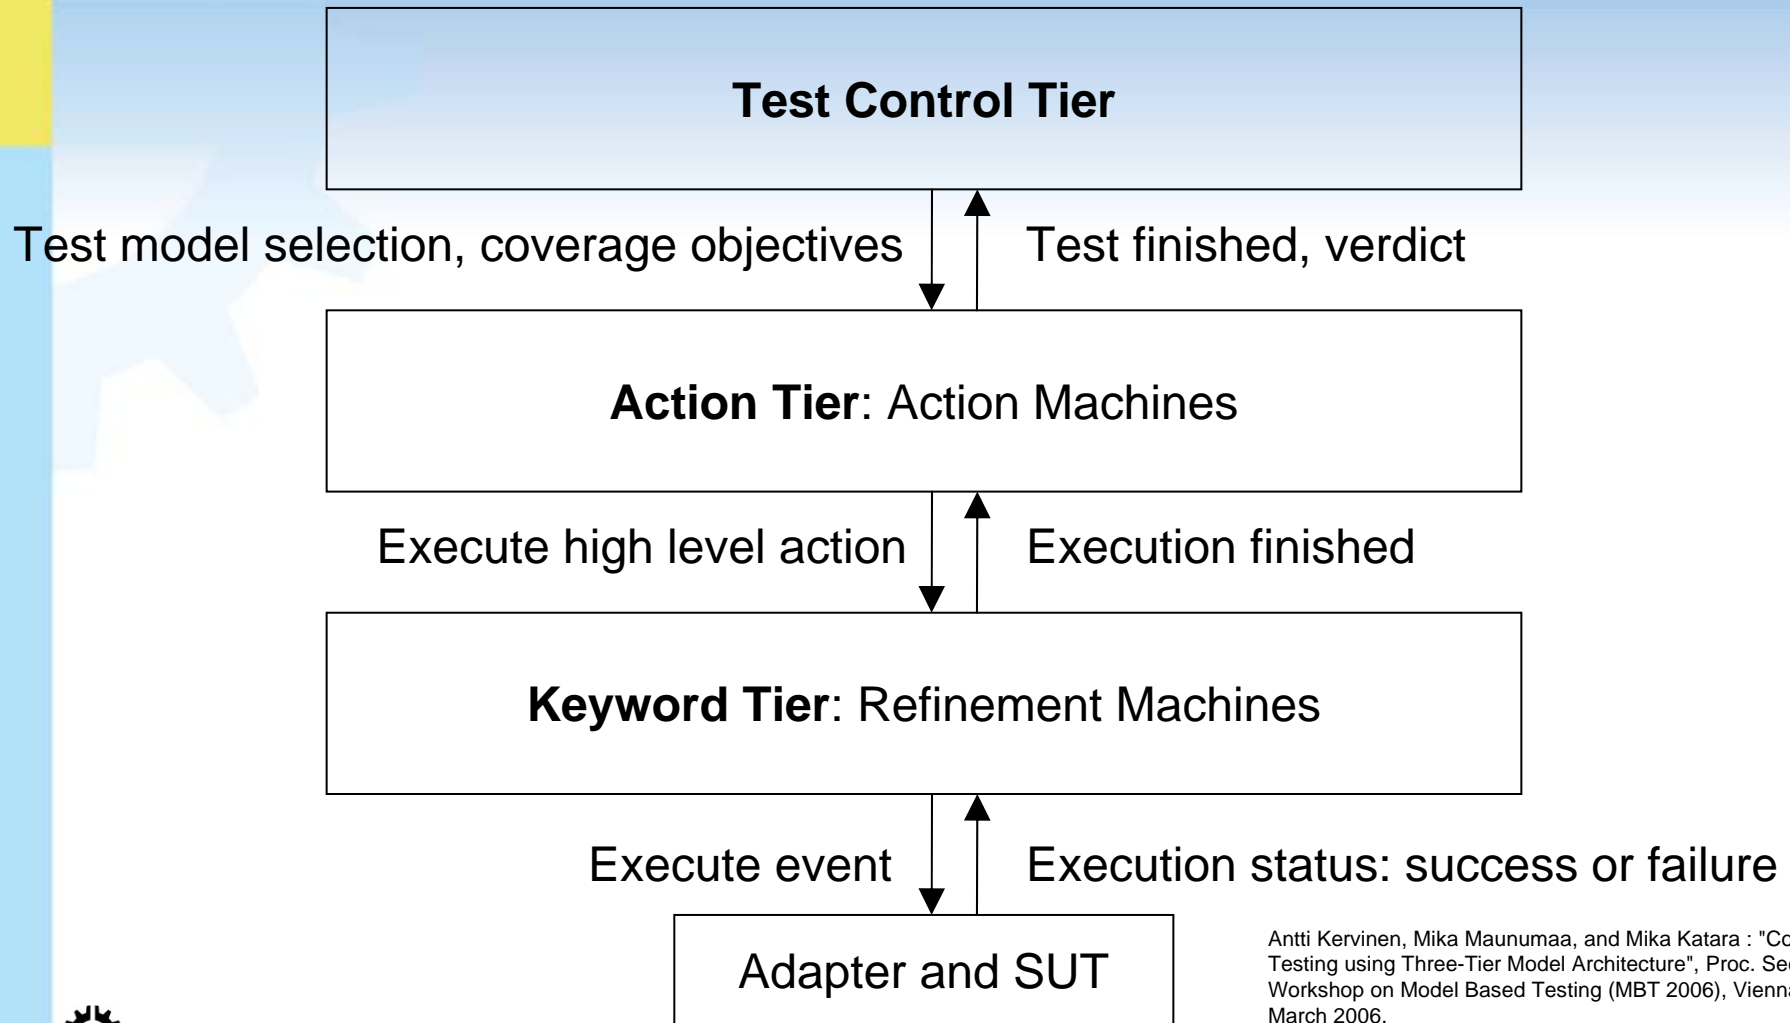 Test Control Tier
Test model selection, coverage objectives
Test finished, verdict
Action Tier: Action Machines
Execute high level action
Execution finished
Keyword Tier: Refinement Machines
Execute event
Execution status: success or failure
Adapter and SUT
Antti Kervinen, Mika Maunumaa, and Mika Katara : "Co
Testing using Three-Tier Model Architecture", Proc. Se
Workshop on Model Based Testing (MBT 2006), Vienna
March 2006.